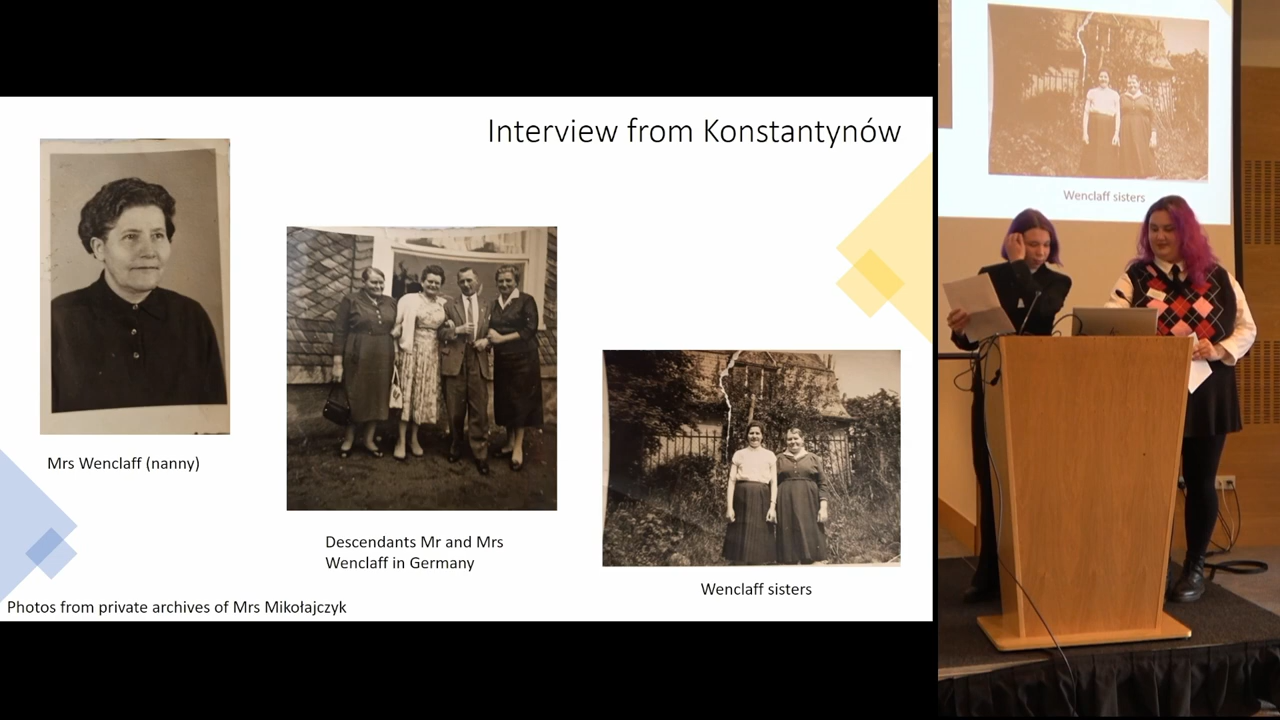 Interview from Konstantynów
Mrs Wenclaff (nanny)
Descendants Mr and Mrs
Wenclaff in Germany
Wenclaff sisters
Photos from private archives of Mrs Mikołajczyk
Wenclaff sisters